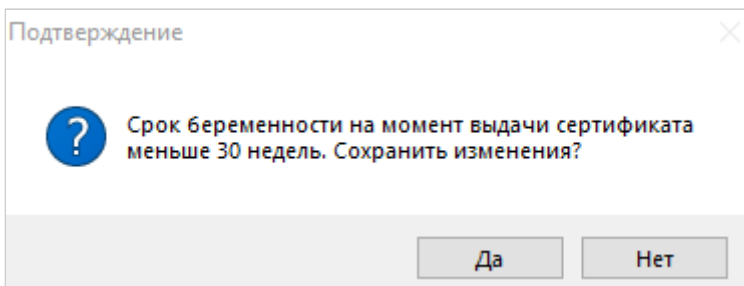 Подтверждение
Срок беременности на момент выдачи сертификата
меньше 30 недель. Сохранить изменения?
Да
Нет